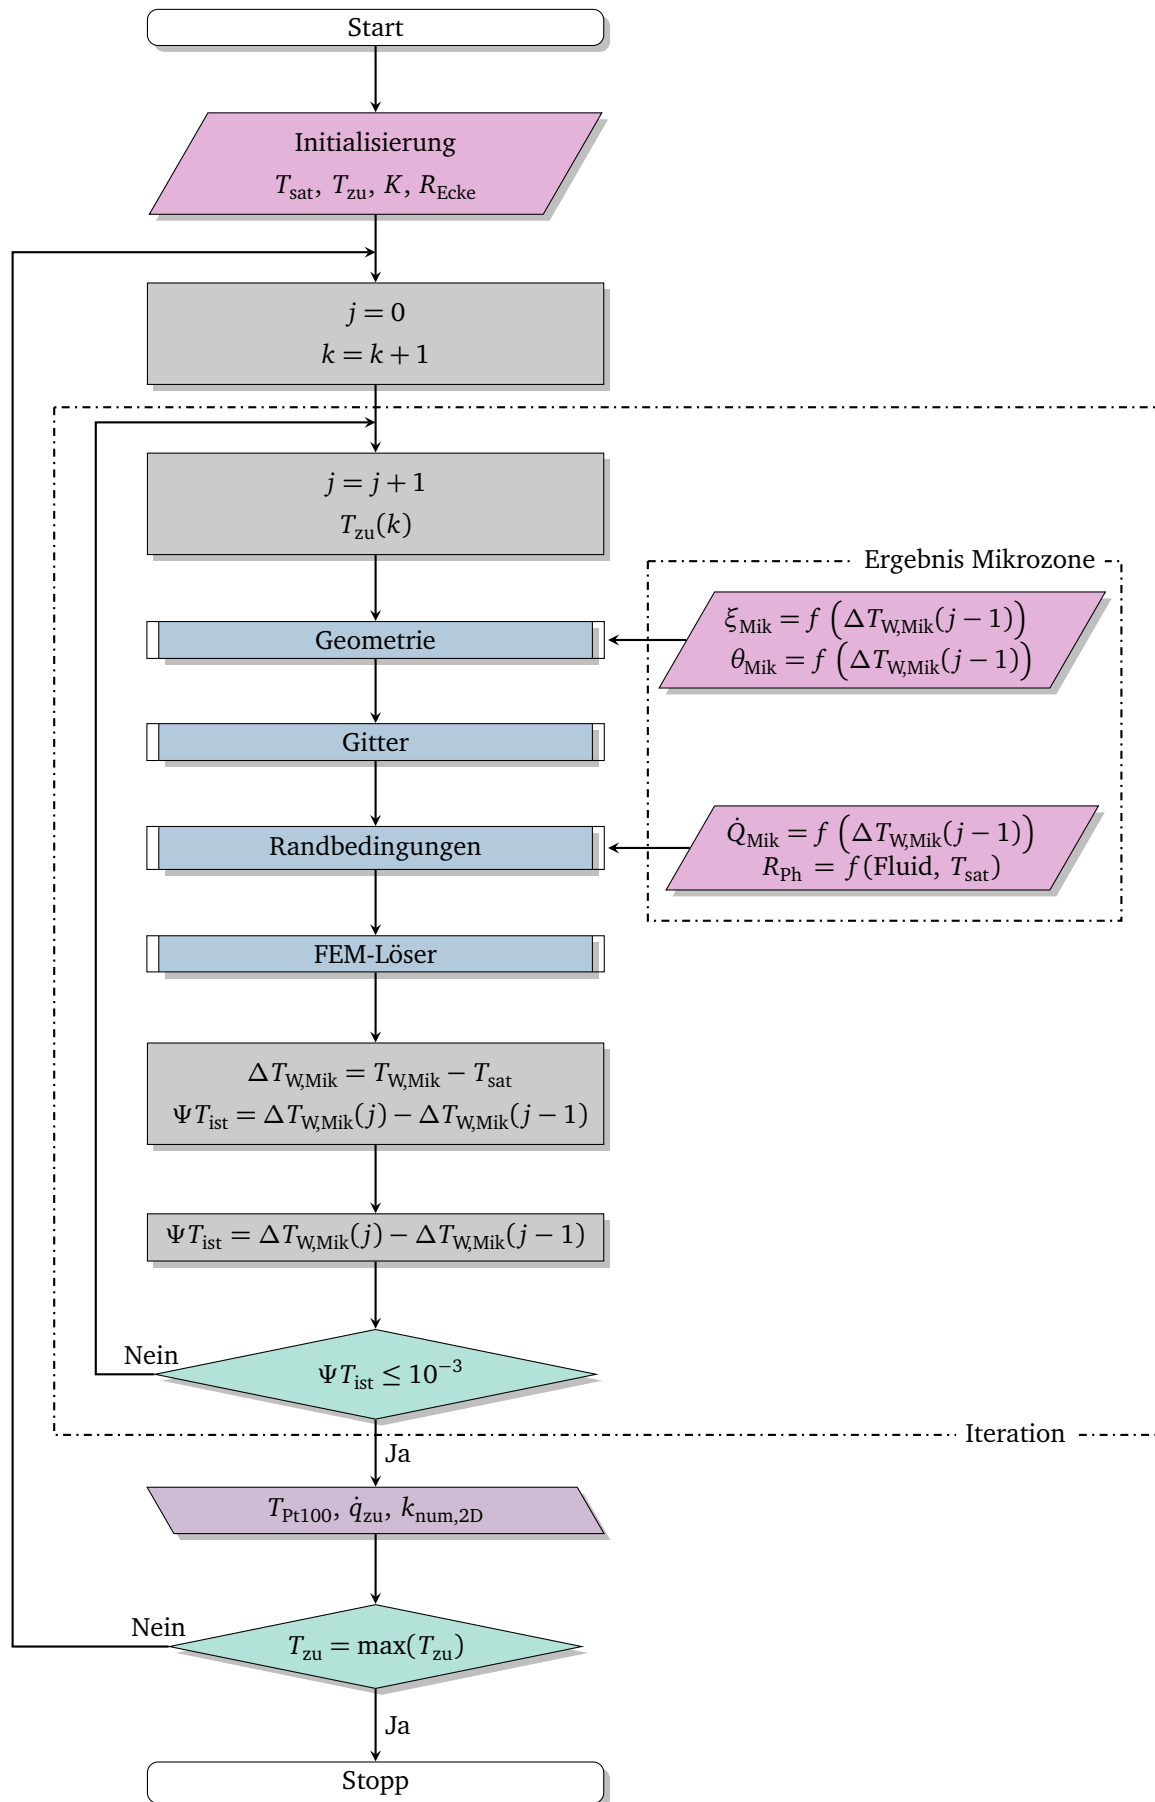 Start
Initialisierung
T_sat, T_zu, K, R_Ecke
j = 0
k = k + 1
j = j + 1
T_zu(k)
Ergebnis Mikrozone
ξ_Mik = f (ΔT_W,Mik(j − 1))
θ_Mik = f (ΔT_W,Mik(j − 1))
Geometrie
Gitter
Q̇_Mik = f (ΔT_W,Mik(j − 1))
R_Ph = f(Fluid, T_sat)
Randbedingungen
FEM-Löser
ΔT_W,Mik = T_W,Mik − T_sat
ΨT_ist = ΔT_W,Mik(j) − ΔT_W,Mik(j − 1)
ΨT_ist = ΔT_W,Mik(j) − ΔT_W,Mik(j − 1)
Nein
ΨT_ist ≤ 10⁻³
Iteration
Ja
T_Pt100, q̇_zu, k_num,2D
Nein
T_zu = max(T_zu)
Ja
Stopp